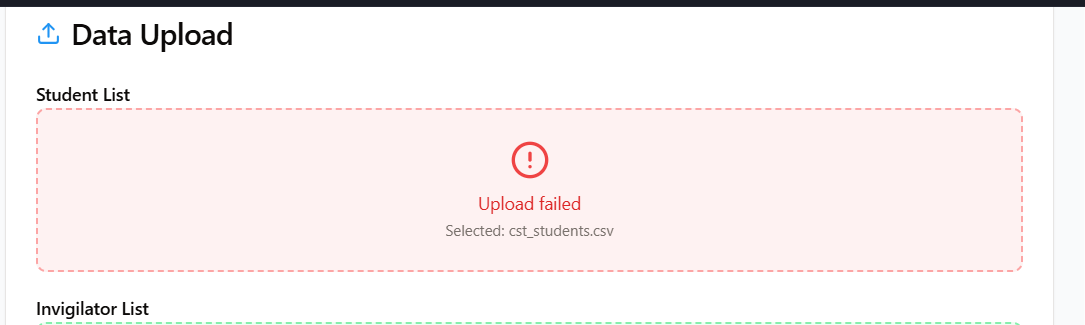 Data Upload
Student List
Upload failed
Selected: cst_students.csv
Invigilator List